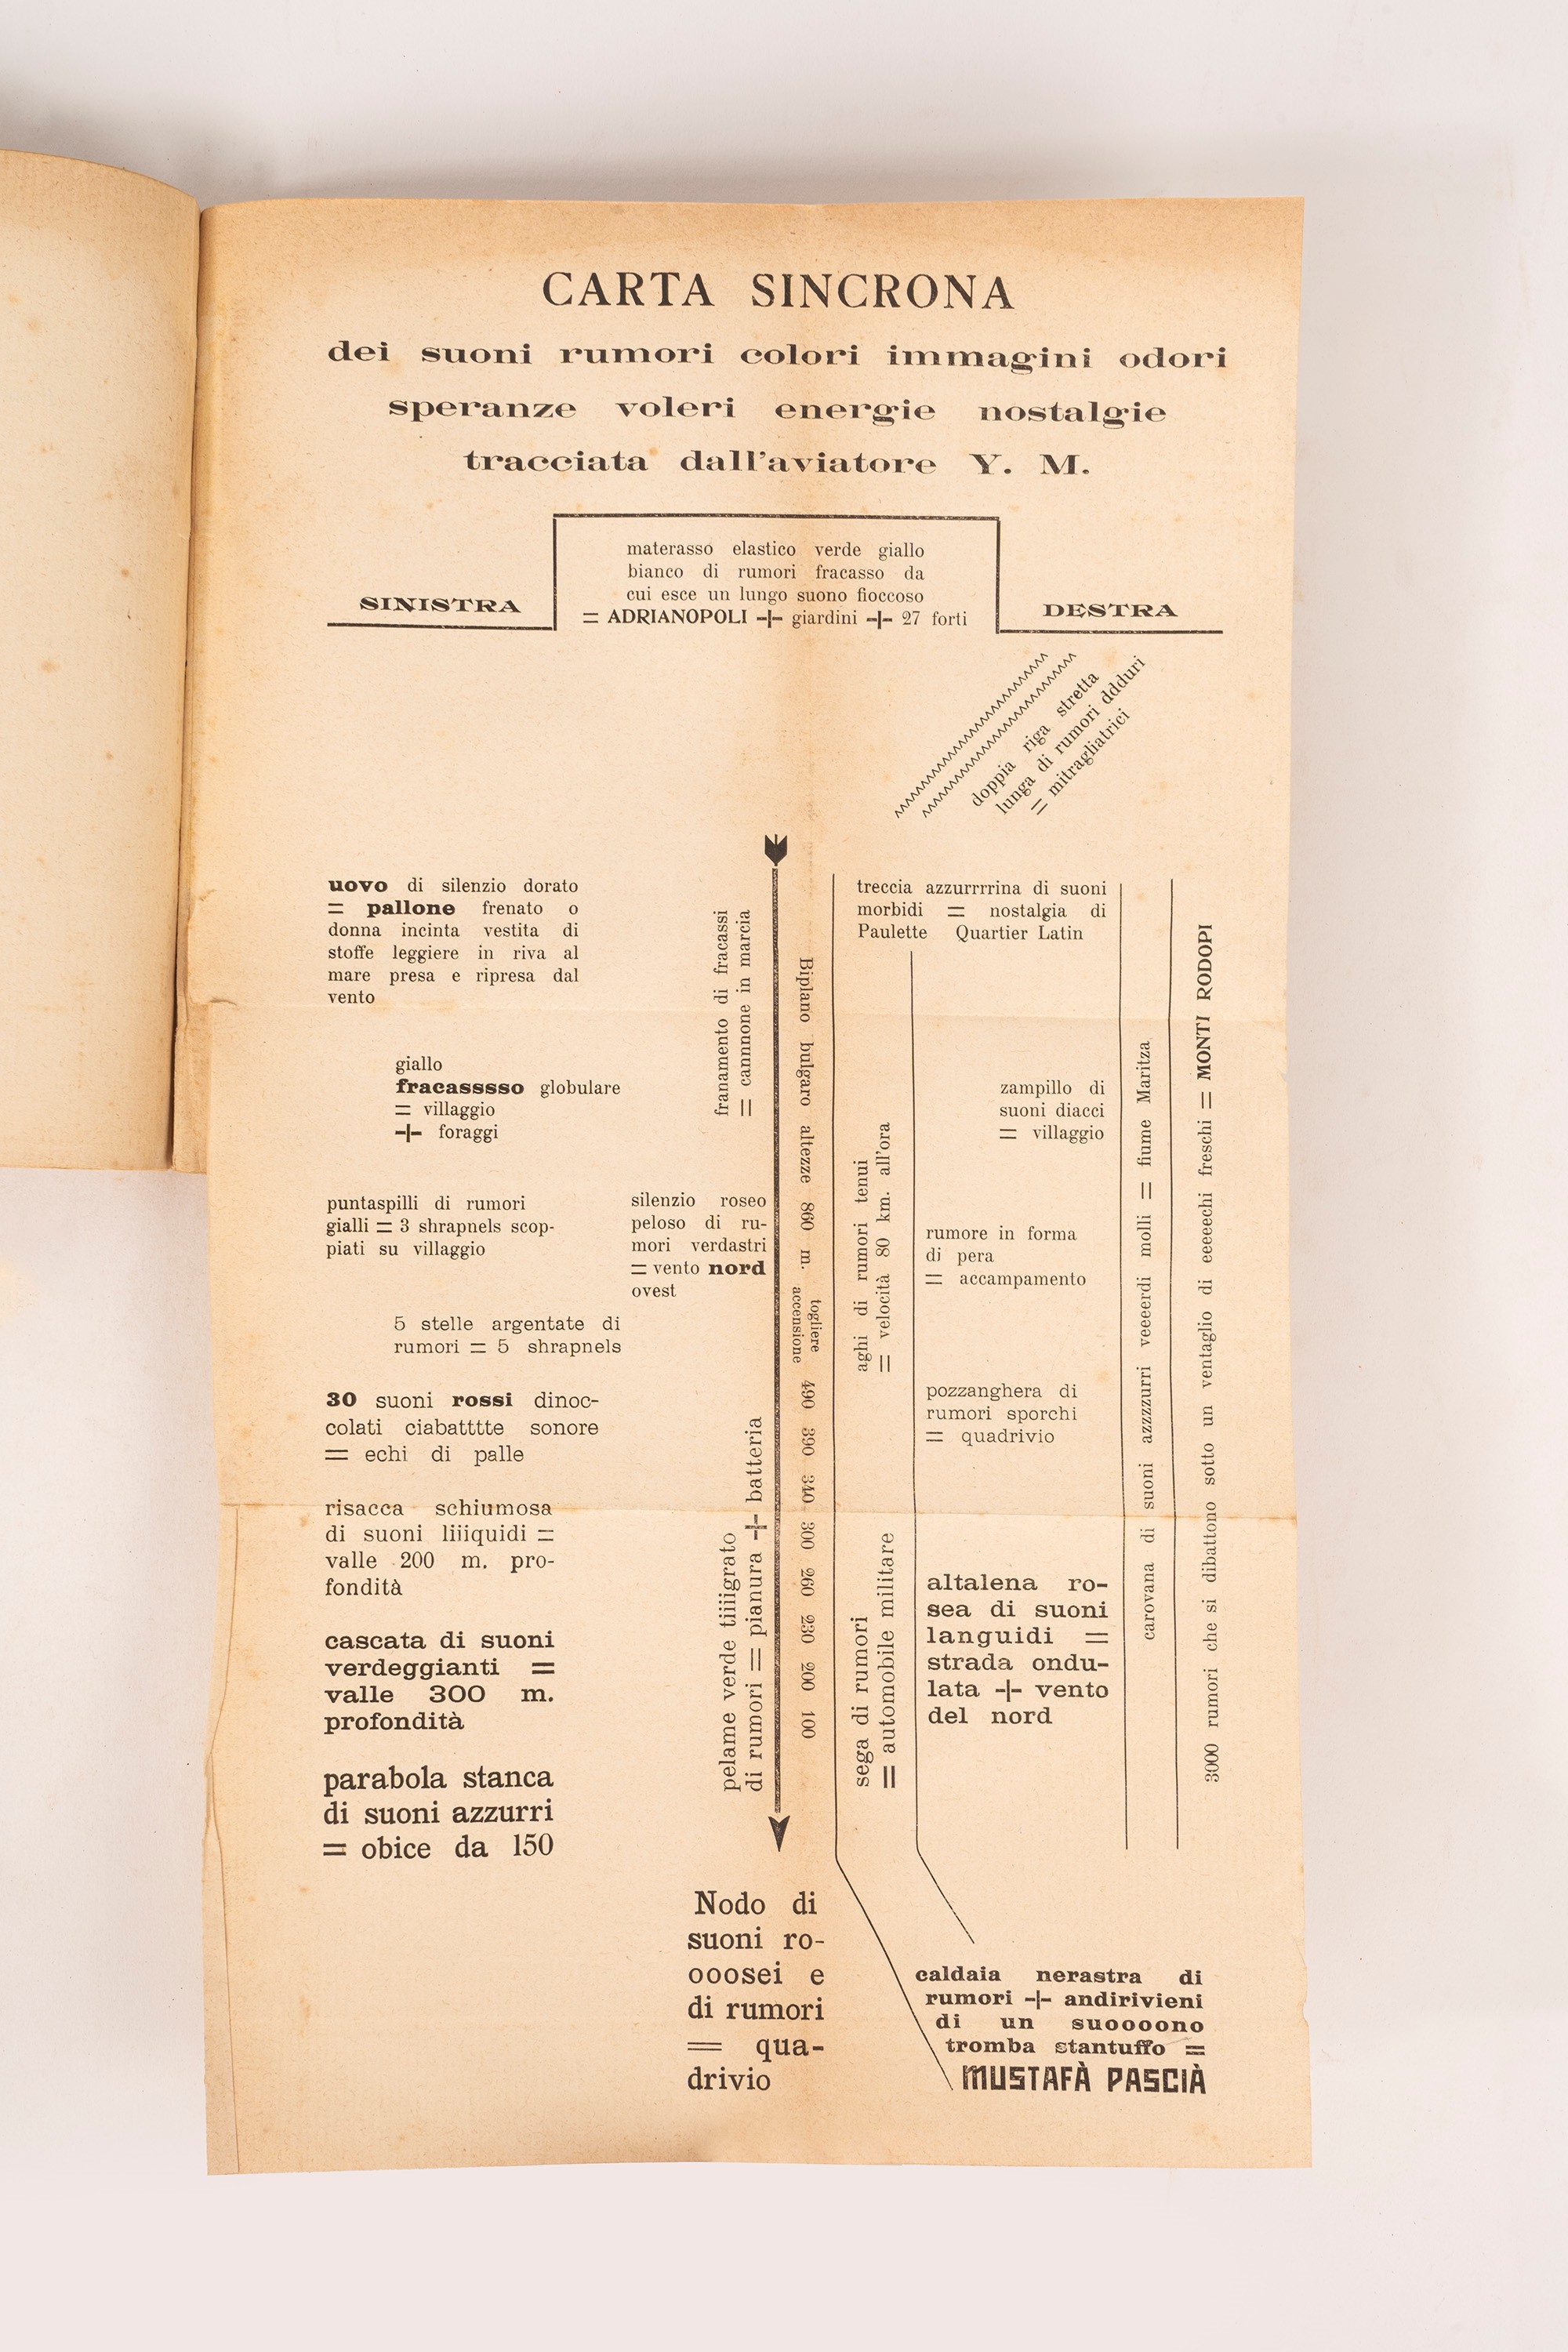 CARTA SINCRONA
dei suoni rumori colori immagini odori
speranze voleri energie nostalgie
tracciata dall'aviatore Y. M.
SINISTRA
materasso elastico verde giallo
bianco di rumori fracasso da
cui esce un lungo suono fioccoso
= ADRIANOPOLI + giardini + 27 forti
DESTRA
^^^^^^^^^^^^^^^^^^^^^^^^^^^^^^
^^^^^^^^^^^^^^^^^^^^^^^^^^^^^^
doppia riga stretta
lunga di rumori ddduri
= mitragliatrici
uovo di silenzio dorato
= pallone frenato o
donna incinta vestita di
stoffe leggiere in riva al
mare presa e ripresa dal
vento
giallo
fracasssso globulare
= villaggio
+ foraggi
puntaspilli di rumori
gialli = 3 shrapnels scop-
piati su villaggio
silenzio roseo
peloso di ru-
mori verdastri
= vento nord
ovest
5 stelle argentate di
rumori = 5 shrapnels
30 suoni rossi dinoc-
colati ciabatttte sonore
= echi di palle
risacca schiumosa
di suoni liiiquidi =
valle 200 m. pro-
fondità
cascata di suoni
verdeggianti =
valle 300 m.
profondità
parabola stanca
di suoni azzurri
= obice da 150
franamento di fracassi
= cannnone in marcia
pelame verde tiiiigrato
di rumori = pianura + batteria
Biplano bulgaro altezze 860 m. togliere accensione 490 390 340 300 260 230 200 100
Nodo di
suoni ro-
ooosei e
di rumori
= qua-
drivio
treccia azzurrrrina di suoni
morbidi = nostalgia di
Paulette Quartier Latin
aghi di rumori tenui
= velocità 80 km. all'ora
sega di rumori
= automobile militare
zampillo di
suoni diacci
= villaggio
rumore in forma
di pera
= accampamento
pozzanghera di
rumori sporchi
= quadrivio
altalena ro-
sea di suoni
languidi =
strada ondu-
lata + vento
del nord
carovana di suoni azzzzurri veeeerdi molli = fiume Maritza
3000 rumori che si dibattono sotto un ventaglio di eeeeechi freschi = MONTI RODOPI
caldaia nerastra di
rumori + andirivieni
di un suoooono
tromba stantuffo =
MUSTAFÀ PASCIÀ